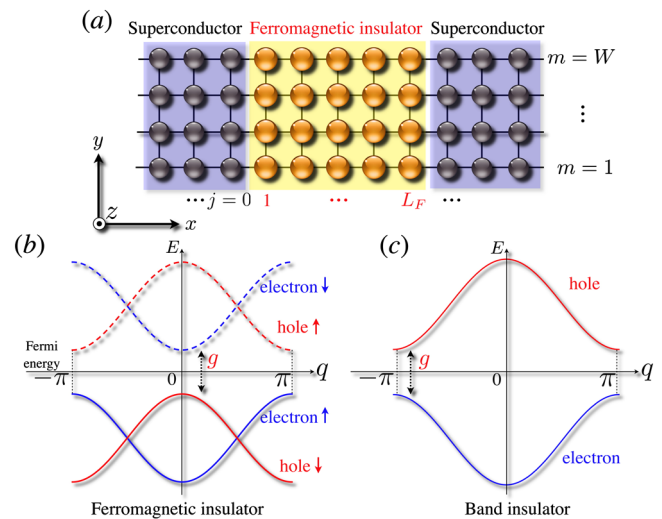 (a)
Superconductor Ferromagnetic insulator Superconductor
m = W
⋮
m = 1
y
z
x
⋯ j = 0 1 ⋯ L_F ⋯
(b)
E
electron ↓
hole ↑
Fermi
energy
g
−π 0 π q
electron ↑
hole ↓
Ferromagnetic insulator
(c)
E
hole
g
−π 0 π q
electron
Band insulator